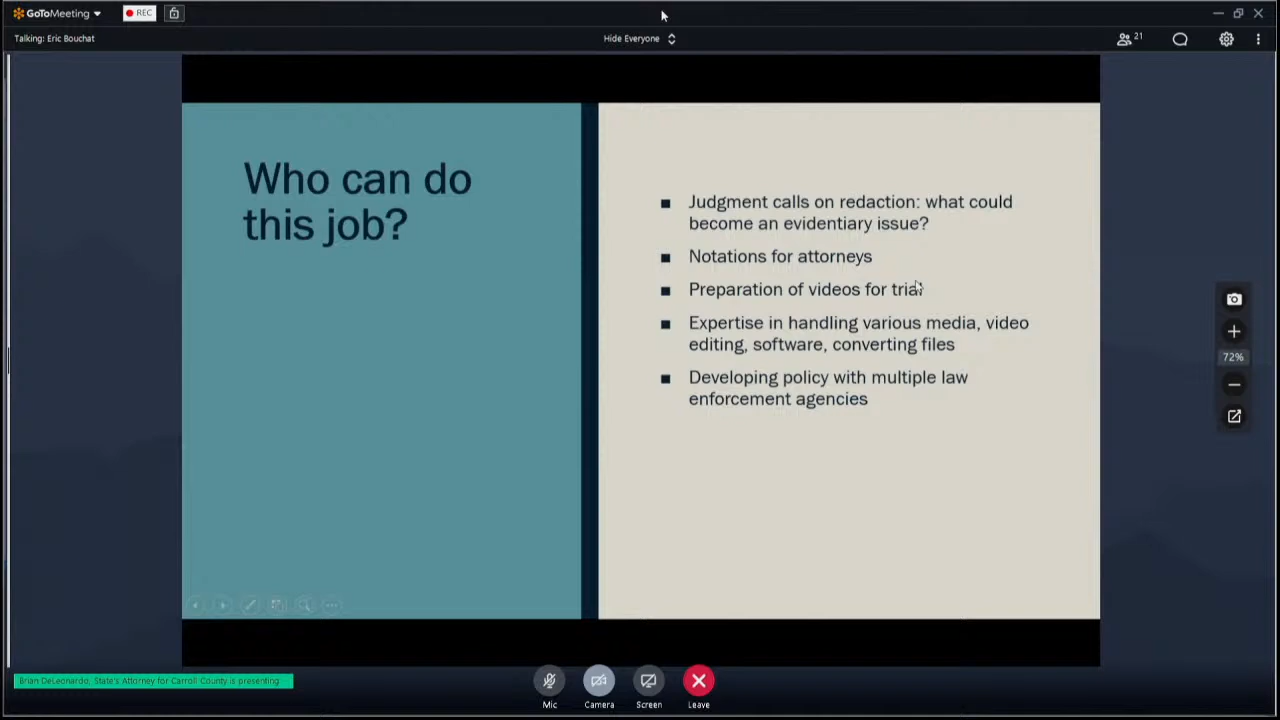 GoToMeeting
REC
Talking: Eric Bouchat
Hide Everyone
21
Who can do
this job?
■ Judgment calls on redaction: what could
become an evidentiary issue?
■ Notations for attorneys
■ Preparation of videos for trial
■ Expertise in handling various media, video
editing, software, converting files
■ Developing policy with multiple law
enforcement agencies
72%
Brian DeLeonardo, State's Attorney for Carroll County is presenting
Mic
Camera
Screen
Leave